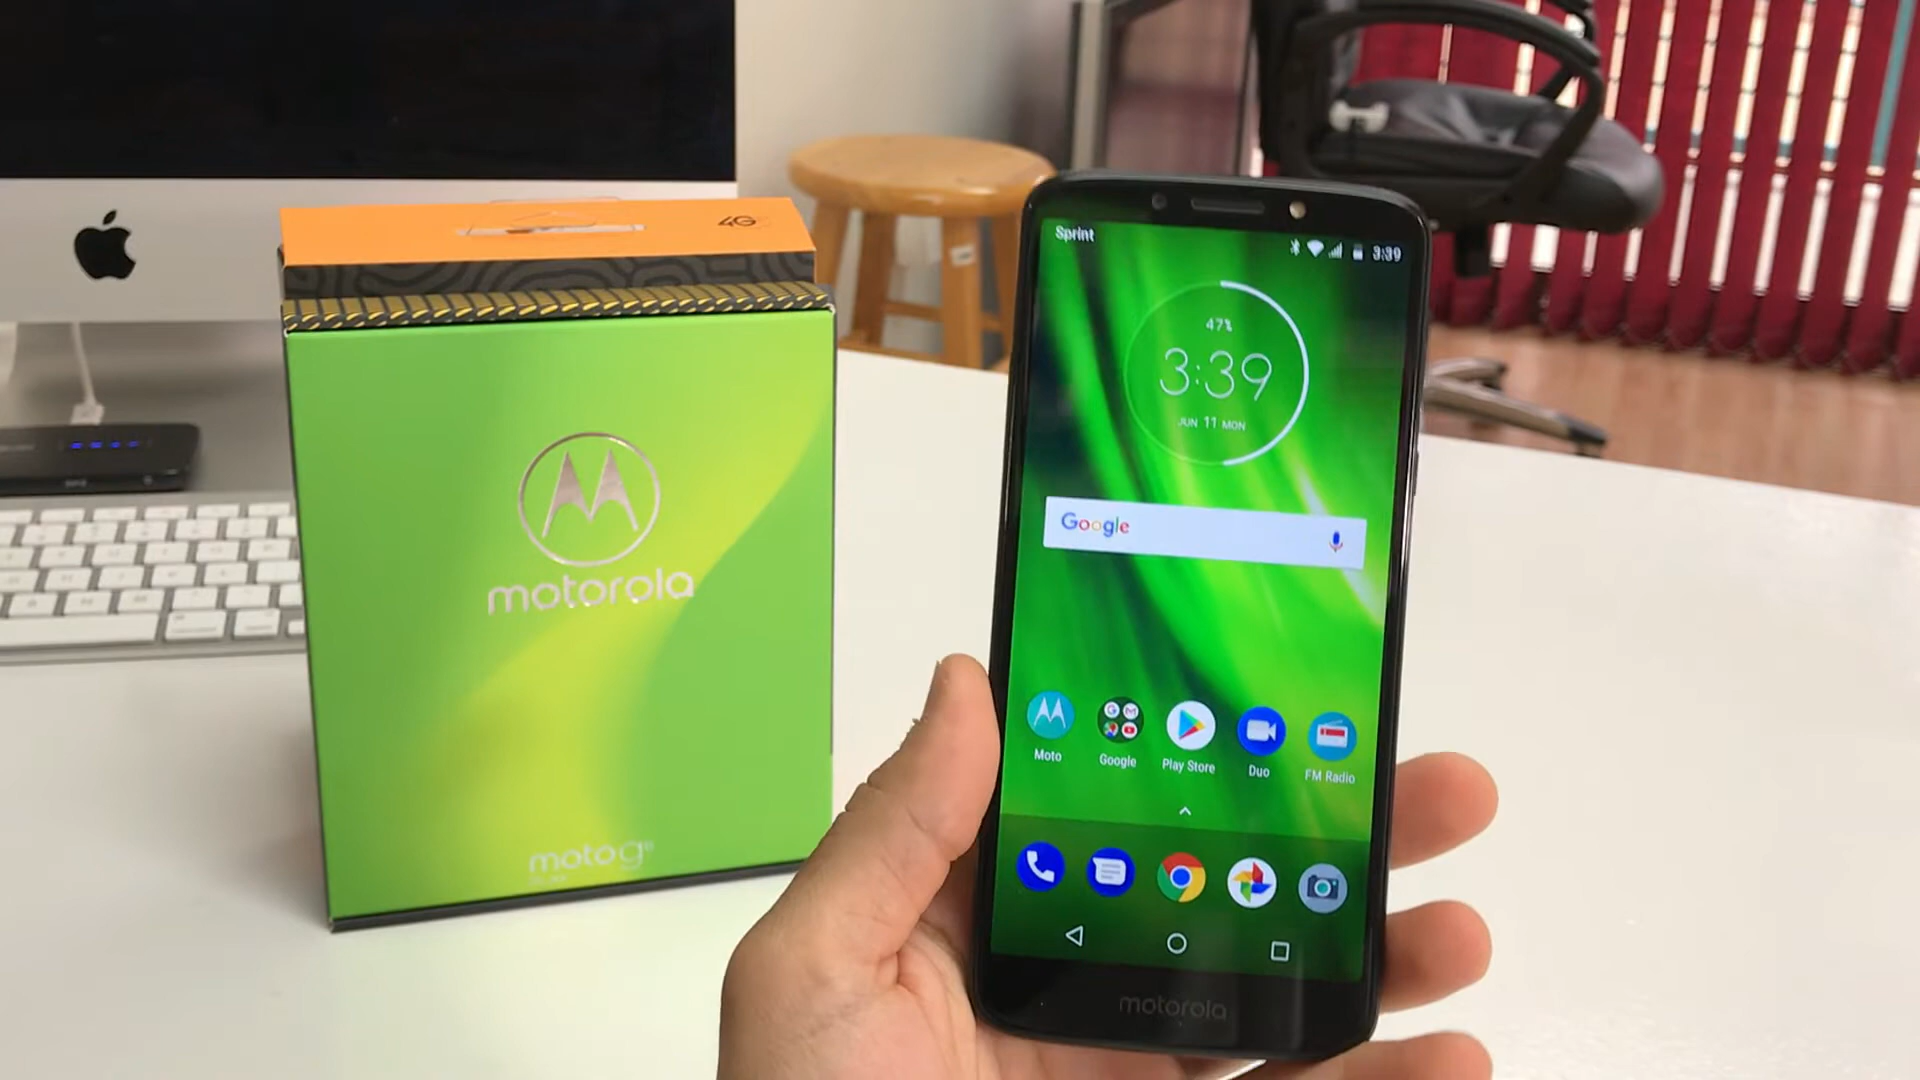 4G
motorola
moto g
Sprint
3:39
47%
3:39
JUN 11 MON
Google
Moto
Google
Play Store
Duo
FM Radio
motorola